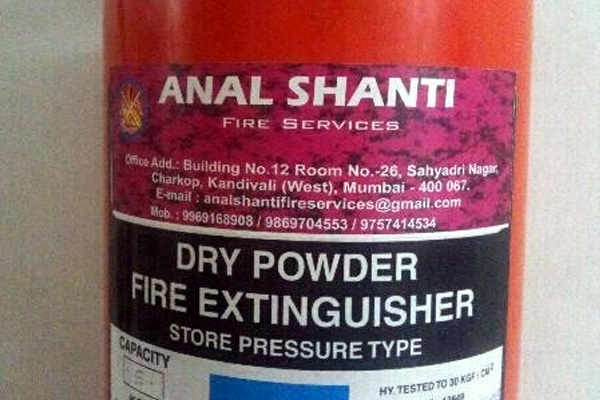 ANAL SHANTI
FIRE SERVICES
Office Add.: Building No.12 Room No.-26, Sahyadri Nagar,
Charkop, Kandivali (West), Mumbai - 400 067.
E-mail : analshantifireservices@gmail.com
Mob. : 9969168908 / 9869704553 / 9757414534
DRY POWDER
FIRE EXTINGUISHER
STORE PRESSURE TYPE
CAPACITY
HY. TESTED TO 30 KGF / CM2